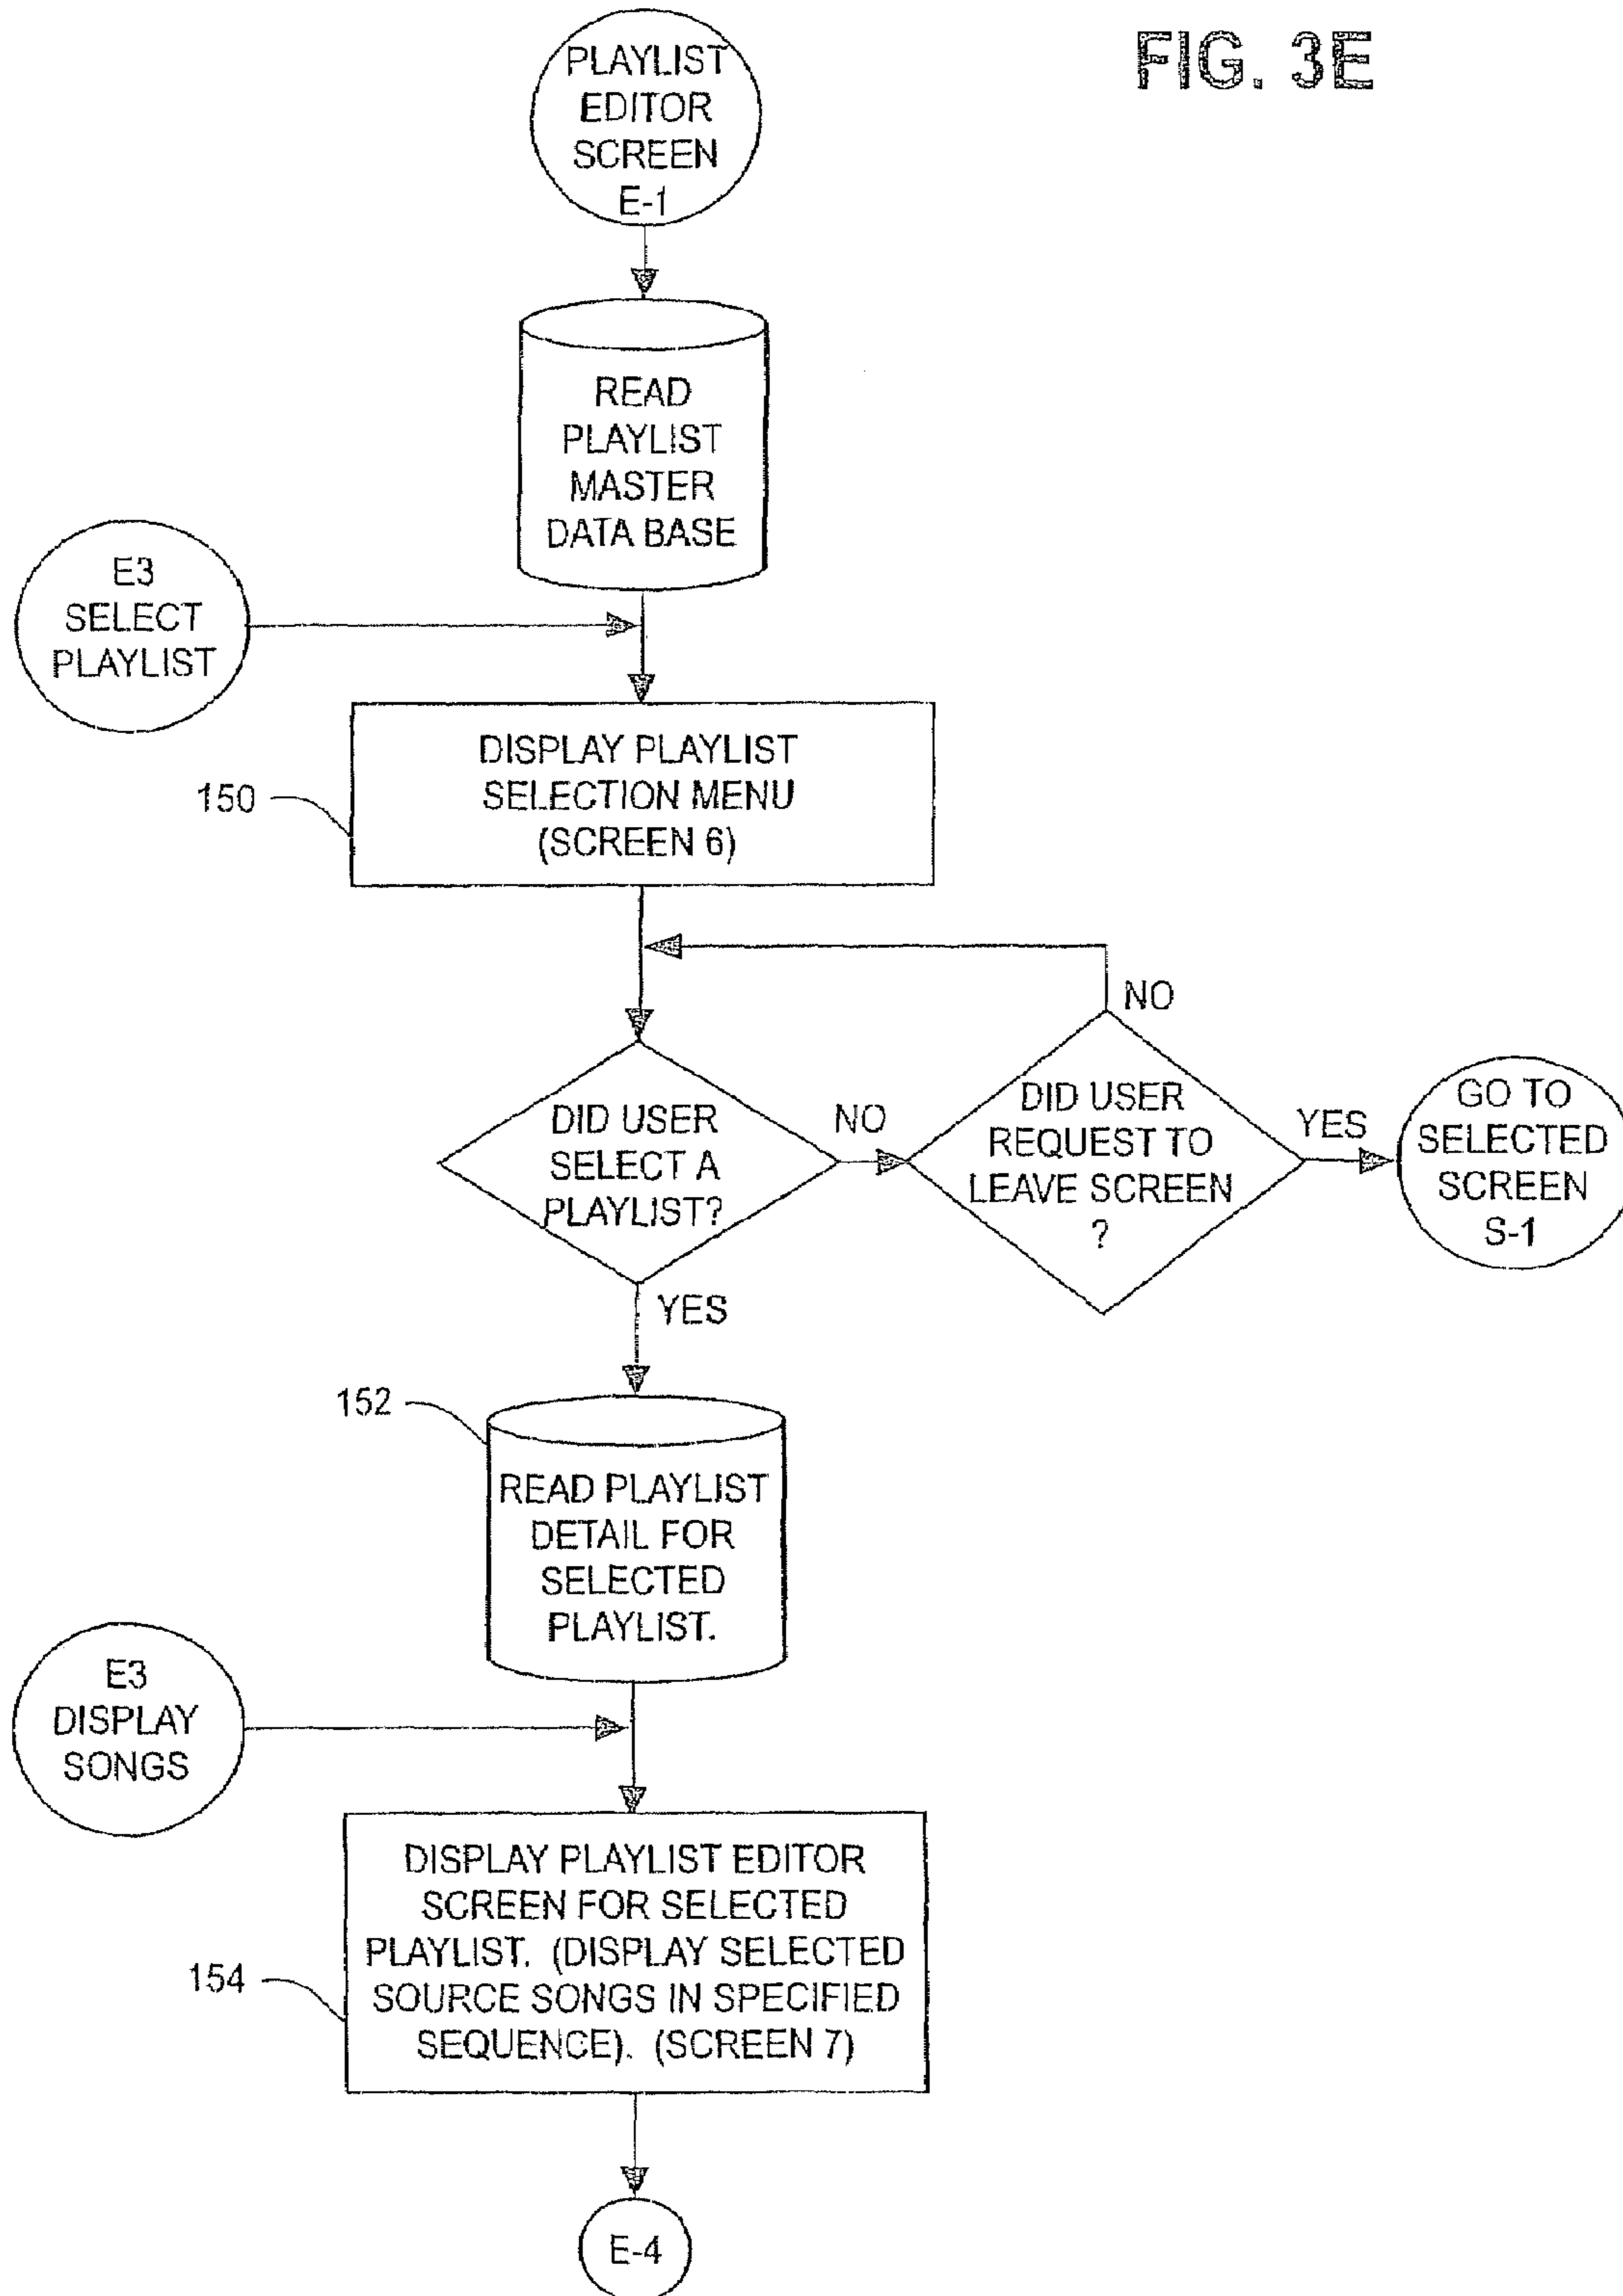 FIG. 3E
PLAYLIST
EDITOR
SCREEN
E-1
READ
PLAYLIST
MASTER
DATA BASE
E3
SELECT
PLAYLIST
DISPLAY PLAYLIST
SELECTION MENU
(SCREEN 6)
150
NO
DID USER
SELECT A
PLAYLIST?
NO
DID USER
REQUEST TO
LEAVE SCREEN
?
YES
GO TO
SELECTED
SCREEN
S-1
YES
152
READ PLAYLIST
DETAIL FOR
SELECTED
PLAYLIST.
E3
DISPLAY
SONGS
DISPLAY PLAYLIST EDITOR
SCREEN FOR SELECTED
PLAYLIST. (DISPLAY SELECTED
SOURCE SONGS IN SPECIFIED
SEQUENCE). (SCREEN 7)
154
E-4